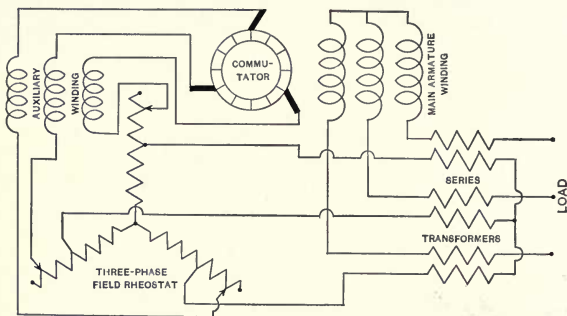 AUXILIARY
WINDING
COMMU-
TATOR
MAIN ARMATURE
WINDING
SERIES
TRANSFORMERS
LOAD
THREE-PHASE
FIELD RHEOSTAT